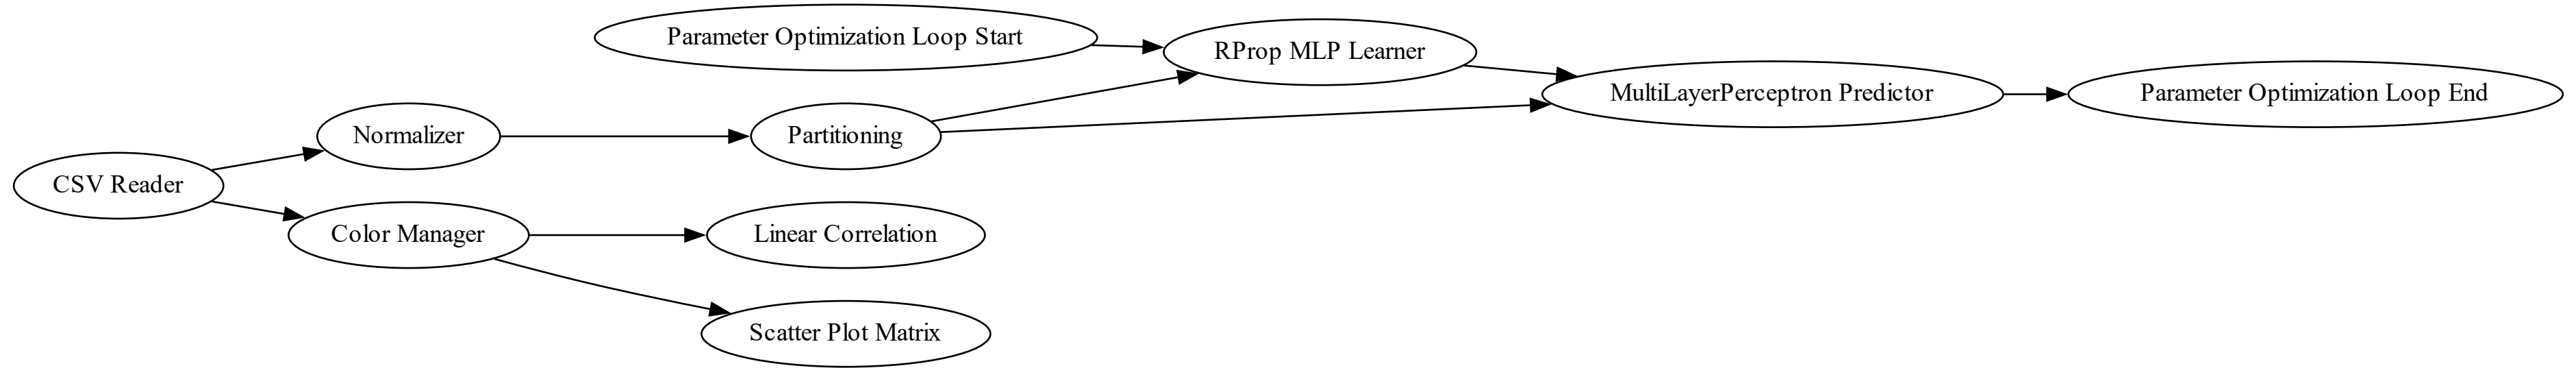 Parameter Optimization Loop Start
RProp MLP Learner
MultiLayerPerceptron Predictor
Parameter Optimization Loop End
Normalizer
Partitioning
CSV Reader
Color Manager
Linear Correlation
Scatter Plot Matrix